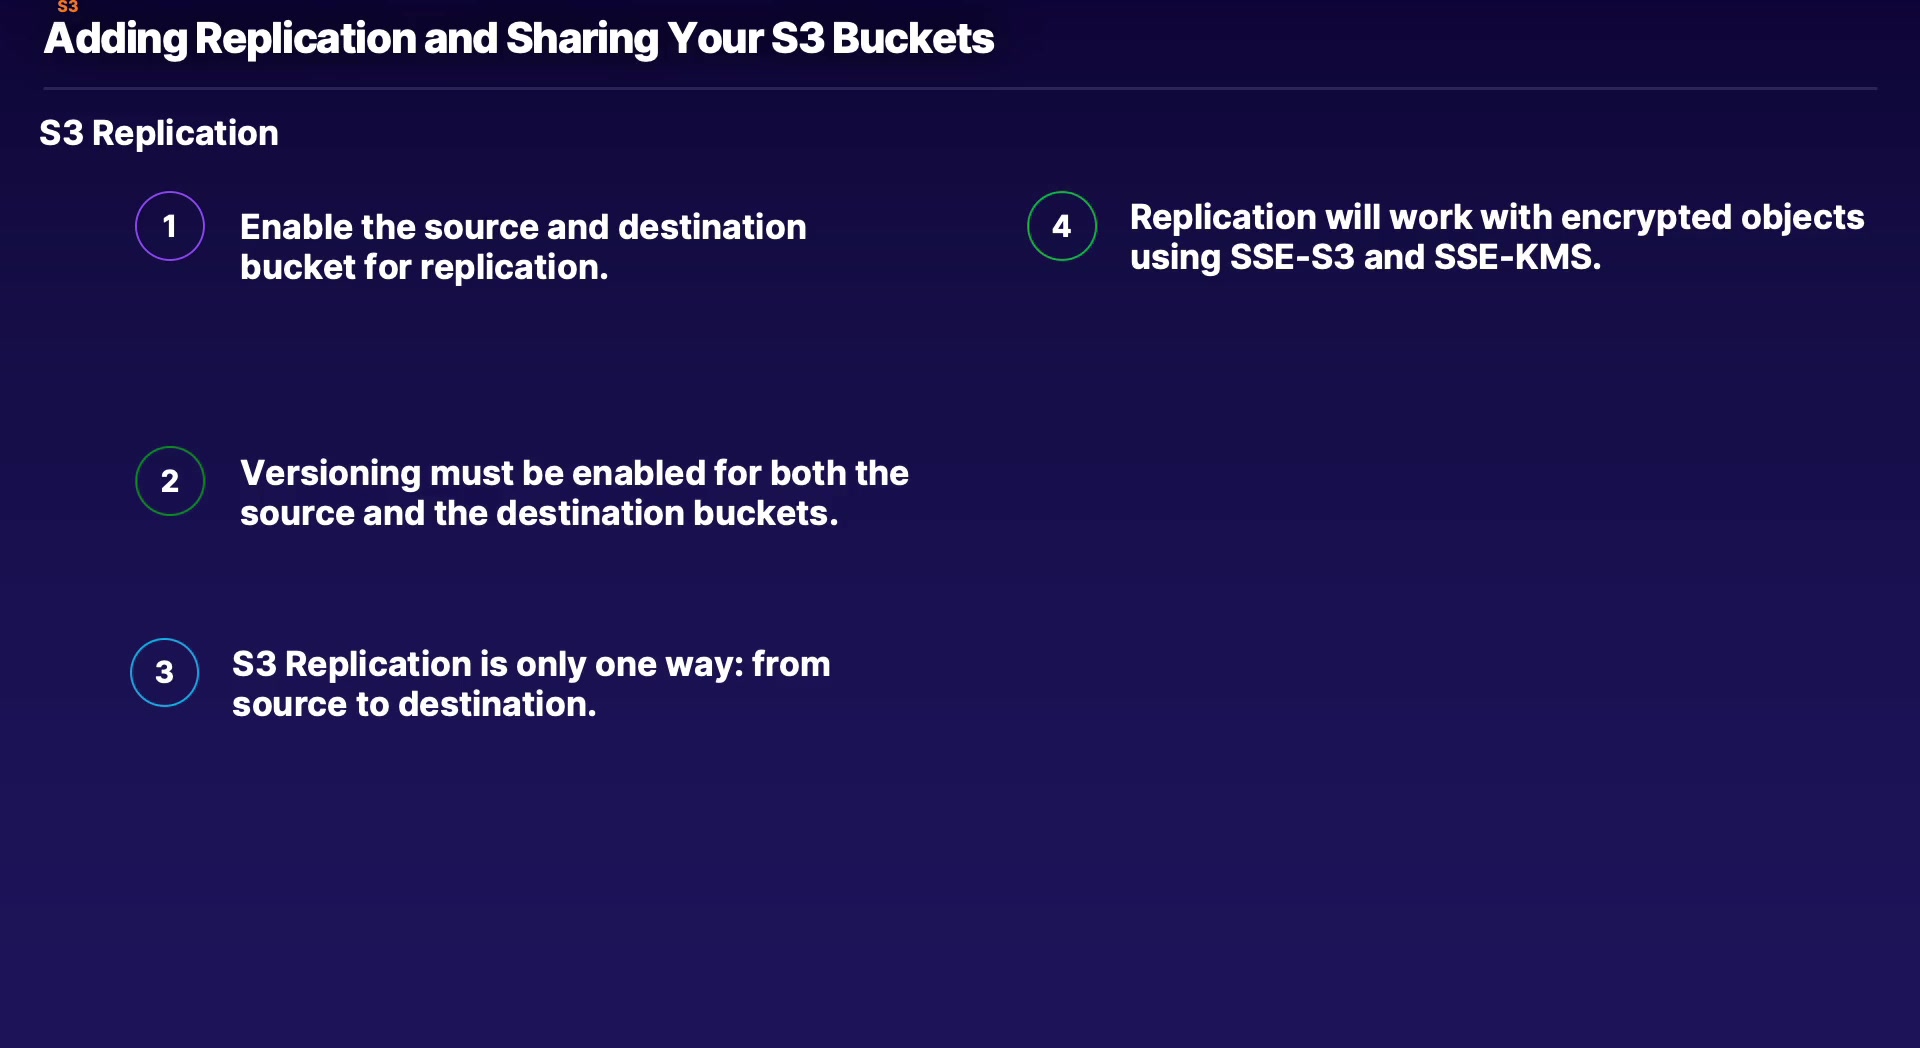 S3
Adding Replication and Sharing Your S3 Buckets
S3 Replication
1
Enable the source and destination
bucket for replication.
2
Versioning must be enabled for both the
source and the destination buckets.
3
S3 Replication is only one way: from
source to destination.
4
Replication will work with encrypted objects
using SSE-S3 and SSE-KMS.